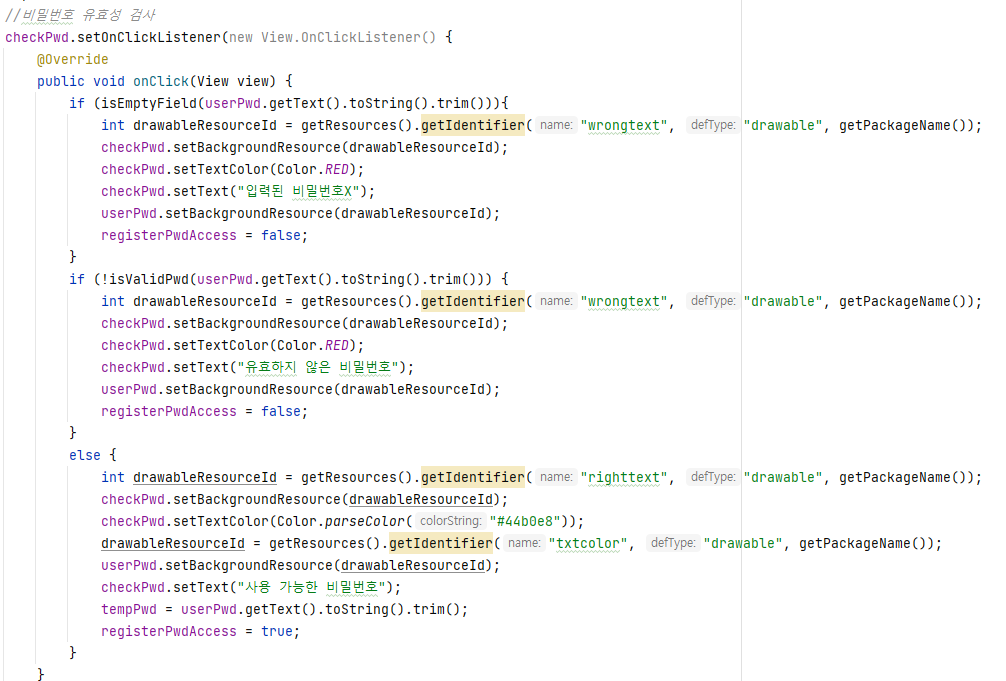 //비밀번호 유효성 검사
checkPwd.setOnClickListener(new View.OnClickListener() {
@Override
public void onClick(View view) {
if (isEmptyField(userPwd.getText().toString().trim())){
int drawableResourceId = getResources().getIdentifier( name: "wrongtext", defType: "drawable", getPackageName());
checkPwd.setBackgroundResource(drawableResourceId);
checkPwd.setTextColor(Color.RED);
checkPwd.setText("입력된 비밀번호X");
userPwd.setBackgroundResource(drawableResourceId);
registerPwdAccess = false;
}
if (!isValidPwd(userPwd.getText().toString().trim())) {
int drawableResourceId = getResources().getIdentifier( name: "wrongtext", defType: "drawable", getPackageName());
checkPwd.setBackgroundResource(drawableResourceId);
checkPwd.setTextColor(Color.RED);
checkPwd.setText("유효하지 않은 비밀번호");
userPwd.setBackgroundResource(drawableResourceId);
registerPwdAccess = false;
}
else {
int drawableResourceId = getResources().getIdentifier( name: "righttext", defType: "drawable", getPackageName());
checkPwd.setBackgroundResource(drawableResourceId);
checkPwd.setTextColor(Color.parseColor( colorString: "#44b0e8"));
drawableResourceId = getResources().getIdentifier( name: "txtcolor", defType: "drawable", getPackageName());
userPwd.setBackgroundResource(drawableResourceId);
checkPwd.setText("사용 가능한 비밀번호");
tempPwd = userPwd.getText().toString().trim();
registerPwdAccess = true;
}
}